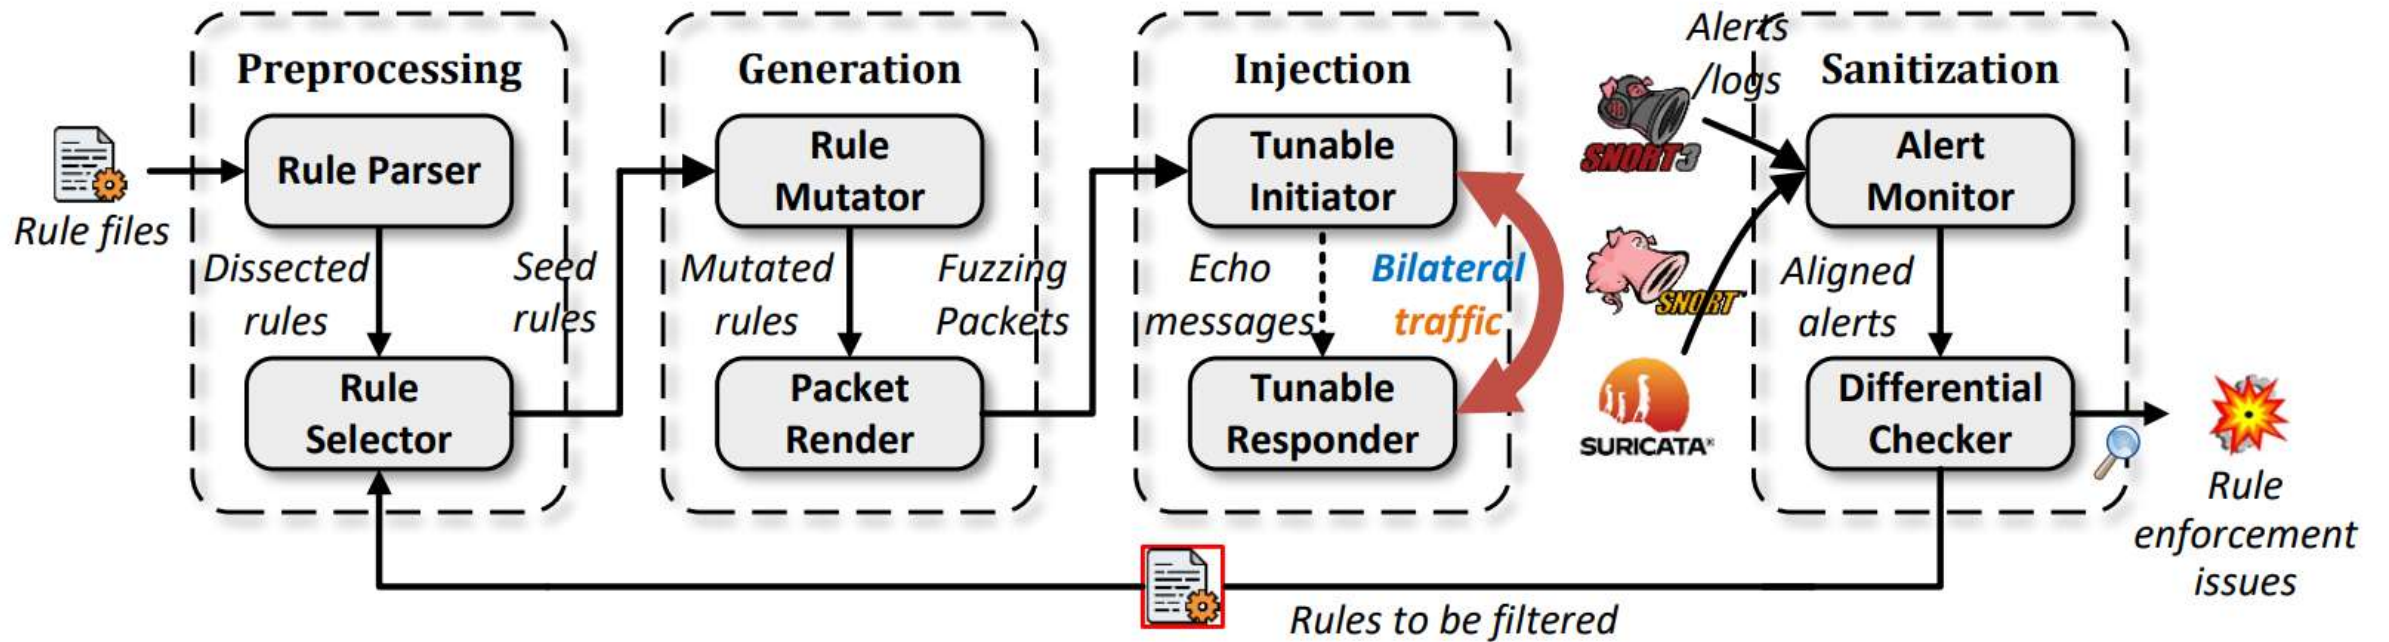 Preprocessing
Rule Parser
Rule files
Dissected
rules
Seed
rules
Rule
Selector
Generation
Rule
Mutator
Mutated
rules
Fuzzing
Packets
Packet
Render
Injection
Tunable
Initiator
Echo
messages
Bilateral
traffic
Tunable
Responder
Alerts
/logs
SNORT3
SNORT™
SURICATA®
Sanitization
Alert
Monitor
Aligned
alerts
Differential
Checker
Rule
enforcement
issues
Rules to be filtered